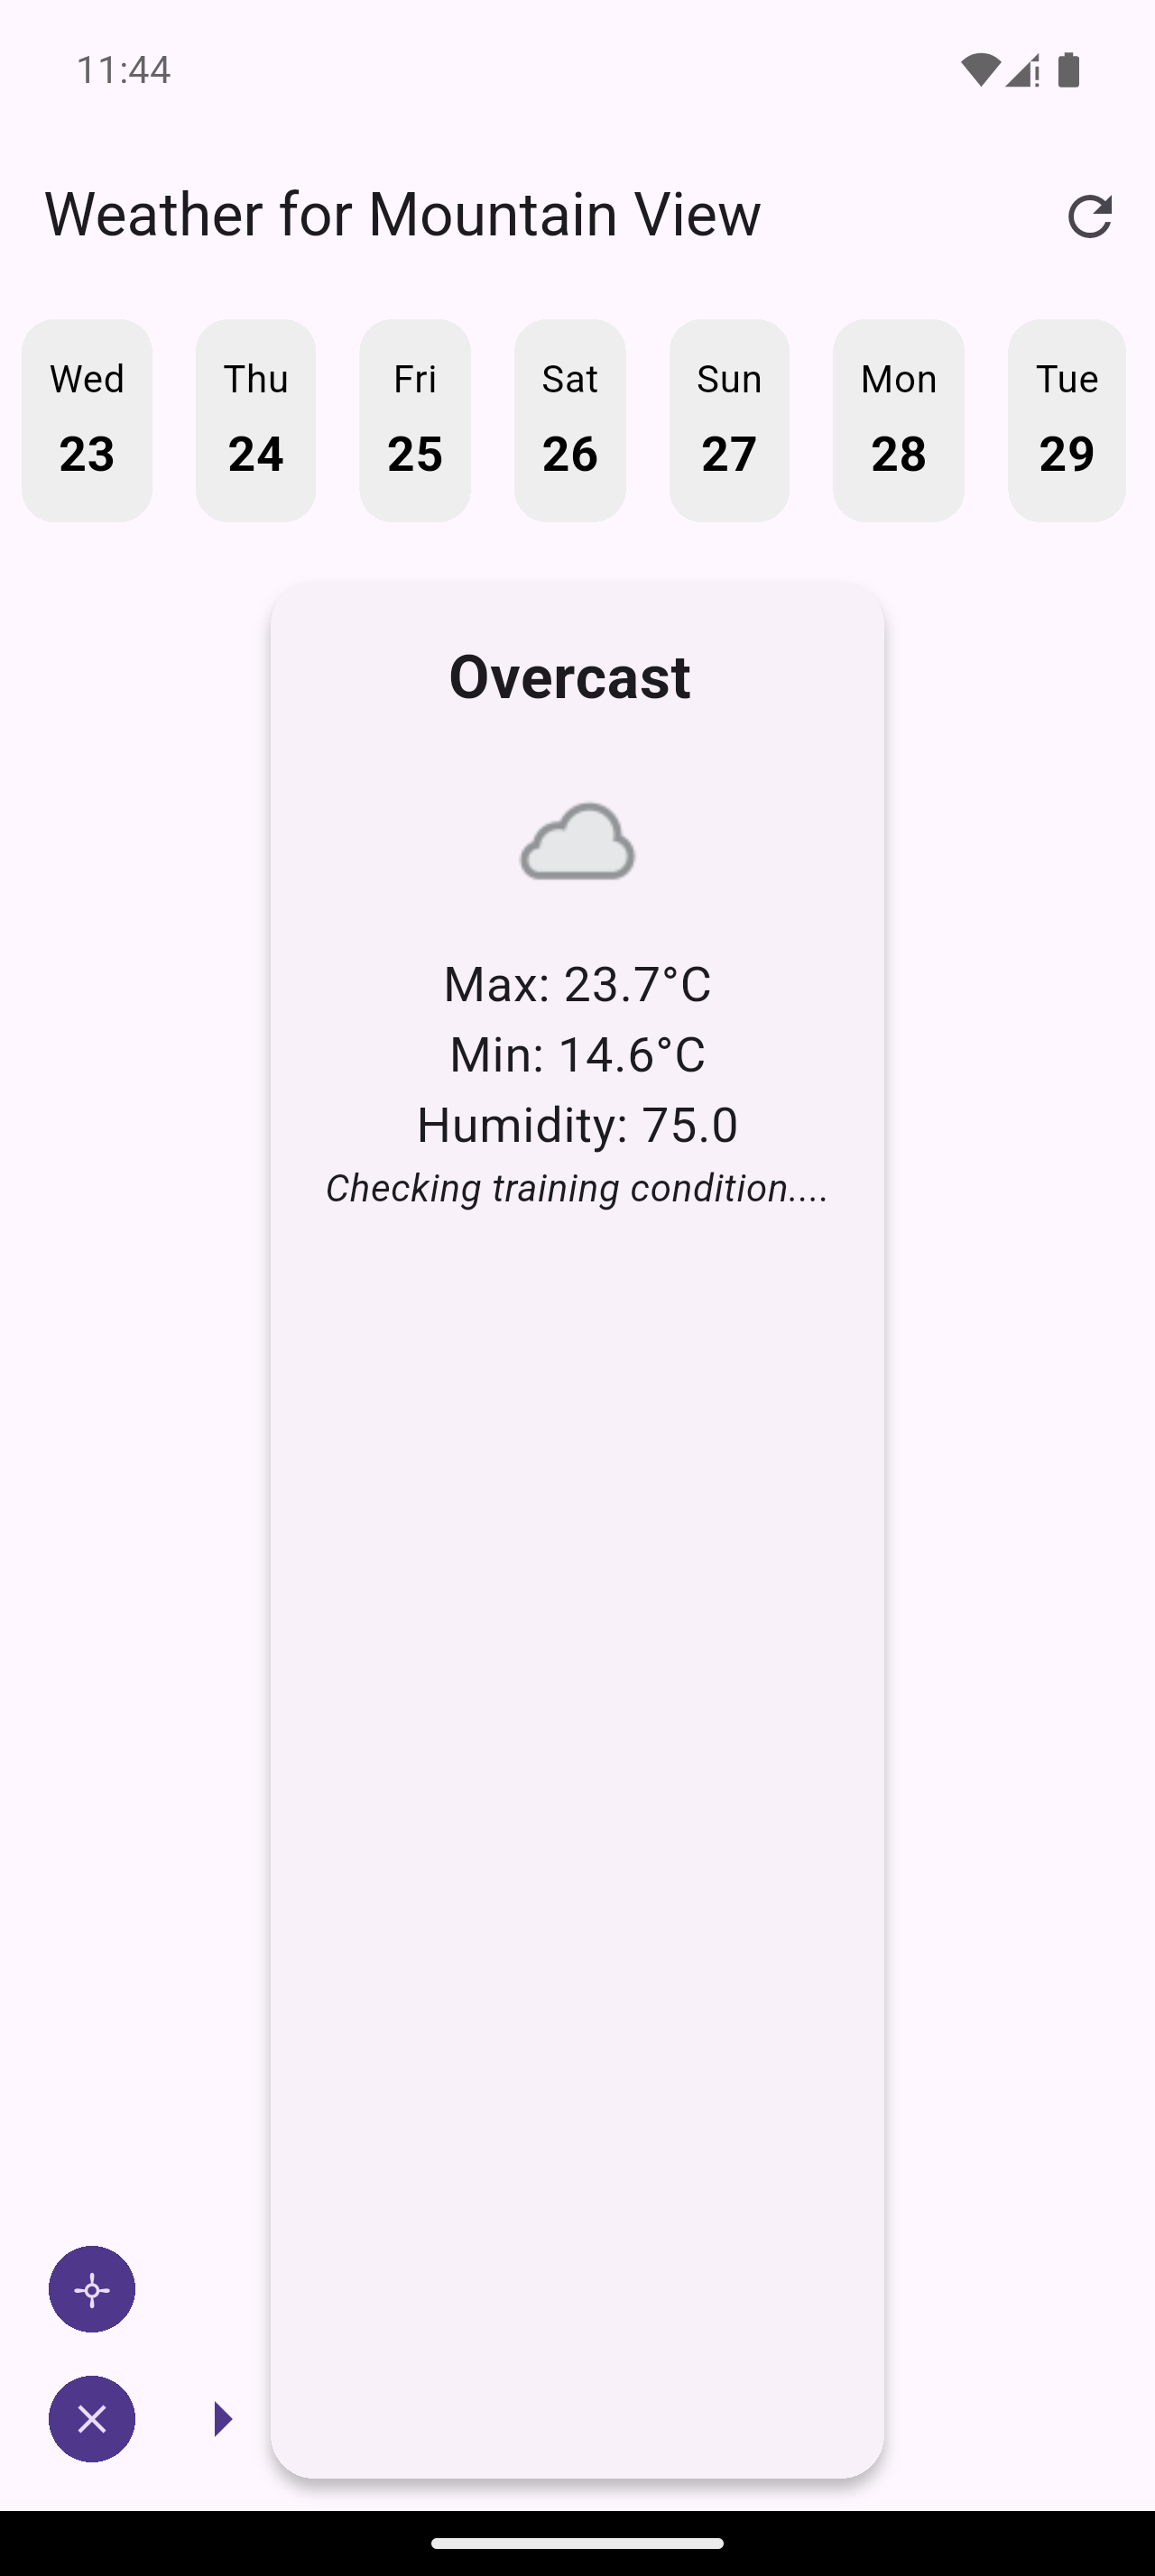 11:44
Weather for Mountain View
Wed Thu Fri Sat Sun Mon Tue
23 24 25 26 27 28 29
Overcast
Max: 23.7°C
Min: 14.6°C
Humidity: 75.0
Checking training condition....